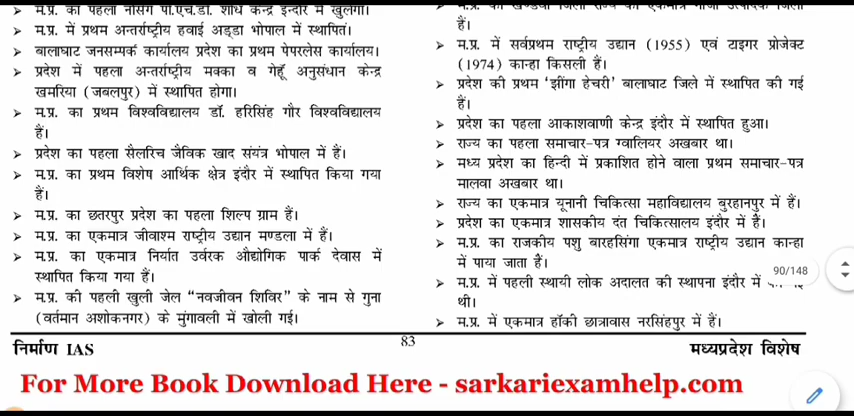 म.प्र. का पहला नर्सिंग पी.एच.डी. शोध केन्द्र इन्दौर में खुलेगा।
म.प्र. में प्रथम अन्तर्राष्ट्रीय हवाई अड्डा भोपाल में स्थापितं।
बालाघाट जनसम्पर्क कार्यालय प्रदेश का प्रथम पेपरलेस कार्यालय।
प्रदेश में पहला अन्तर्राष्ट्रीय मक्का व गेहूँ अनुसंधान केन्द्र
खमरिया (जबलपुर) में स्थापित होगा।
म.प्र. का प्रथम विश्वविद्यालय डॉ. हरिसिंह गौर विश्वविद्यालय
हैं।
प्रदेश का पहला सैलरिच जैविक खाद संयंत्र भोपाल में हैं।
म.प्र. का प्रथम विशेष आर्थिक क्षेत्र इंदौर में स्थापित किया गया
हैं।
म.प्र. का छतरपुर प्रदेश का पहला शिल्प ग्राम हैं।
म.प्र. का एकमात्र जीवाश्म राष्ट्रीय उद्यान मण्डला में हैं।
म.प्र. का एकमात्र निर्यात उर्वरक औद्योगिक पार्क देवास में
स्थापित किया गया हैं।
म.प्र. की पहली खुली जेल "नवजीवन शिविर" के नाम से गुना
(वर्तमान अशोकनगर) के मुंगावली में खोली गई।
म.प्र. का खण्डवा जिला राज्य का एकमात्र गांजा उत्पादक जिला
हैं।
म.प्र. में सर्वप्रथम राष्ट्रीय उद्यान (1955) एवं टाइगर प्रोजेक्ट
(1974) कान्हा किसली हैं।
प्रदेश की प्रथम 'झींगा हेचरी' बालाघाट जिले में स्थापित की गई
हैं।
प्रदेश का पहला आकाशवाणी केन्द्र इंदौर में स्थापित हुआ।
राज्य का पहला समाचार-पत्र ग्वालियर अखबार था।
मध्य प्रदेश का हिन्दी में प्रकाशित होने वाला प्रथम समाचार-पत्र
मालवा अखबार था।
राज्य का एकमात्र यूनानी चिकित्सा महाविद्यालय बुरहानपुर में हैं।
प्रदेश का एकमात्र शासकीय दंत चिकित्सालय इंदौर में हैं।
म.प्र. का राजकीय पशु बारहसिंगा एकमात्र राष्ट्रीय उद्यान कान्हा
में पाया जाता हैं।
म.प्र. में पहली स्थायी लोक अदालत की स्थापना इंदौर में
थी।
म.प्र. में एकमात्र हॉकी छात्रावास नरसिंहपुर में हैं।
90/148
निर्माण IAS
83
मध्यप्रदेश विशेष
For More Book Download Here - sarkariexamhelp.com